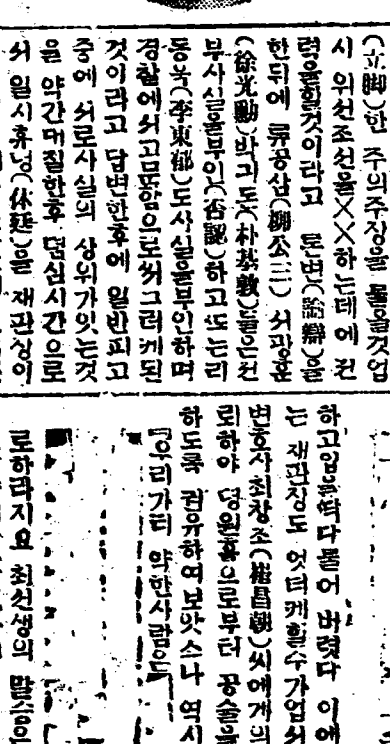 (立脚)한 주의주장을 물을것업
시 위선조선을××하는데에전
력을할것이라고 론변(論辯)을
한뒤에 류공삼(柳公三) 서광훈
(徐光勳)박긔돈(朴基敦)들은전
부사실을부인(否認)하고또는리
동욱(李東郁)도사실을부인하며
경찰에서고문맘으로써그러케된
것이라고 답변한후에 일반피고
중에 서로사실의 상위가잇는것
을 약간대질한후 뎜심시간으로
써 일시휴뎡(休廷)을 재판장이
하고입을딱다물어 버렷다 이에
는 재판장도 엇더케할수가업서
변호사최창조(崔昌朝)씨에게의
뢰하야 뎡원흠으로부터 공술을
하도록 권유하여보앗스나 역시
『우리가티 약한사람은
로하라지요 최선생의 말슴은